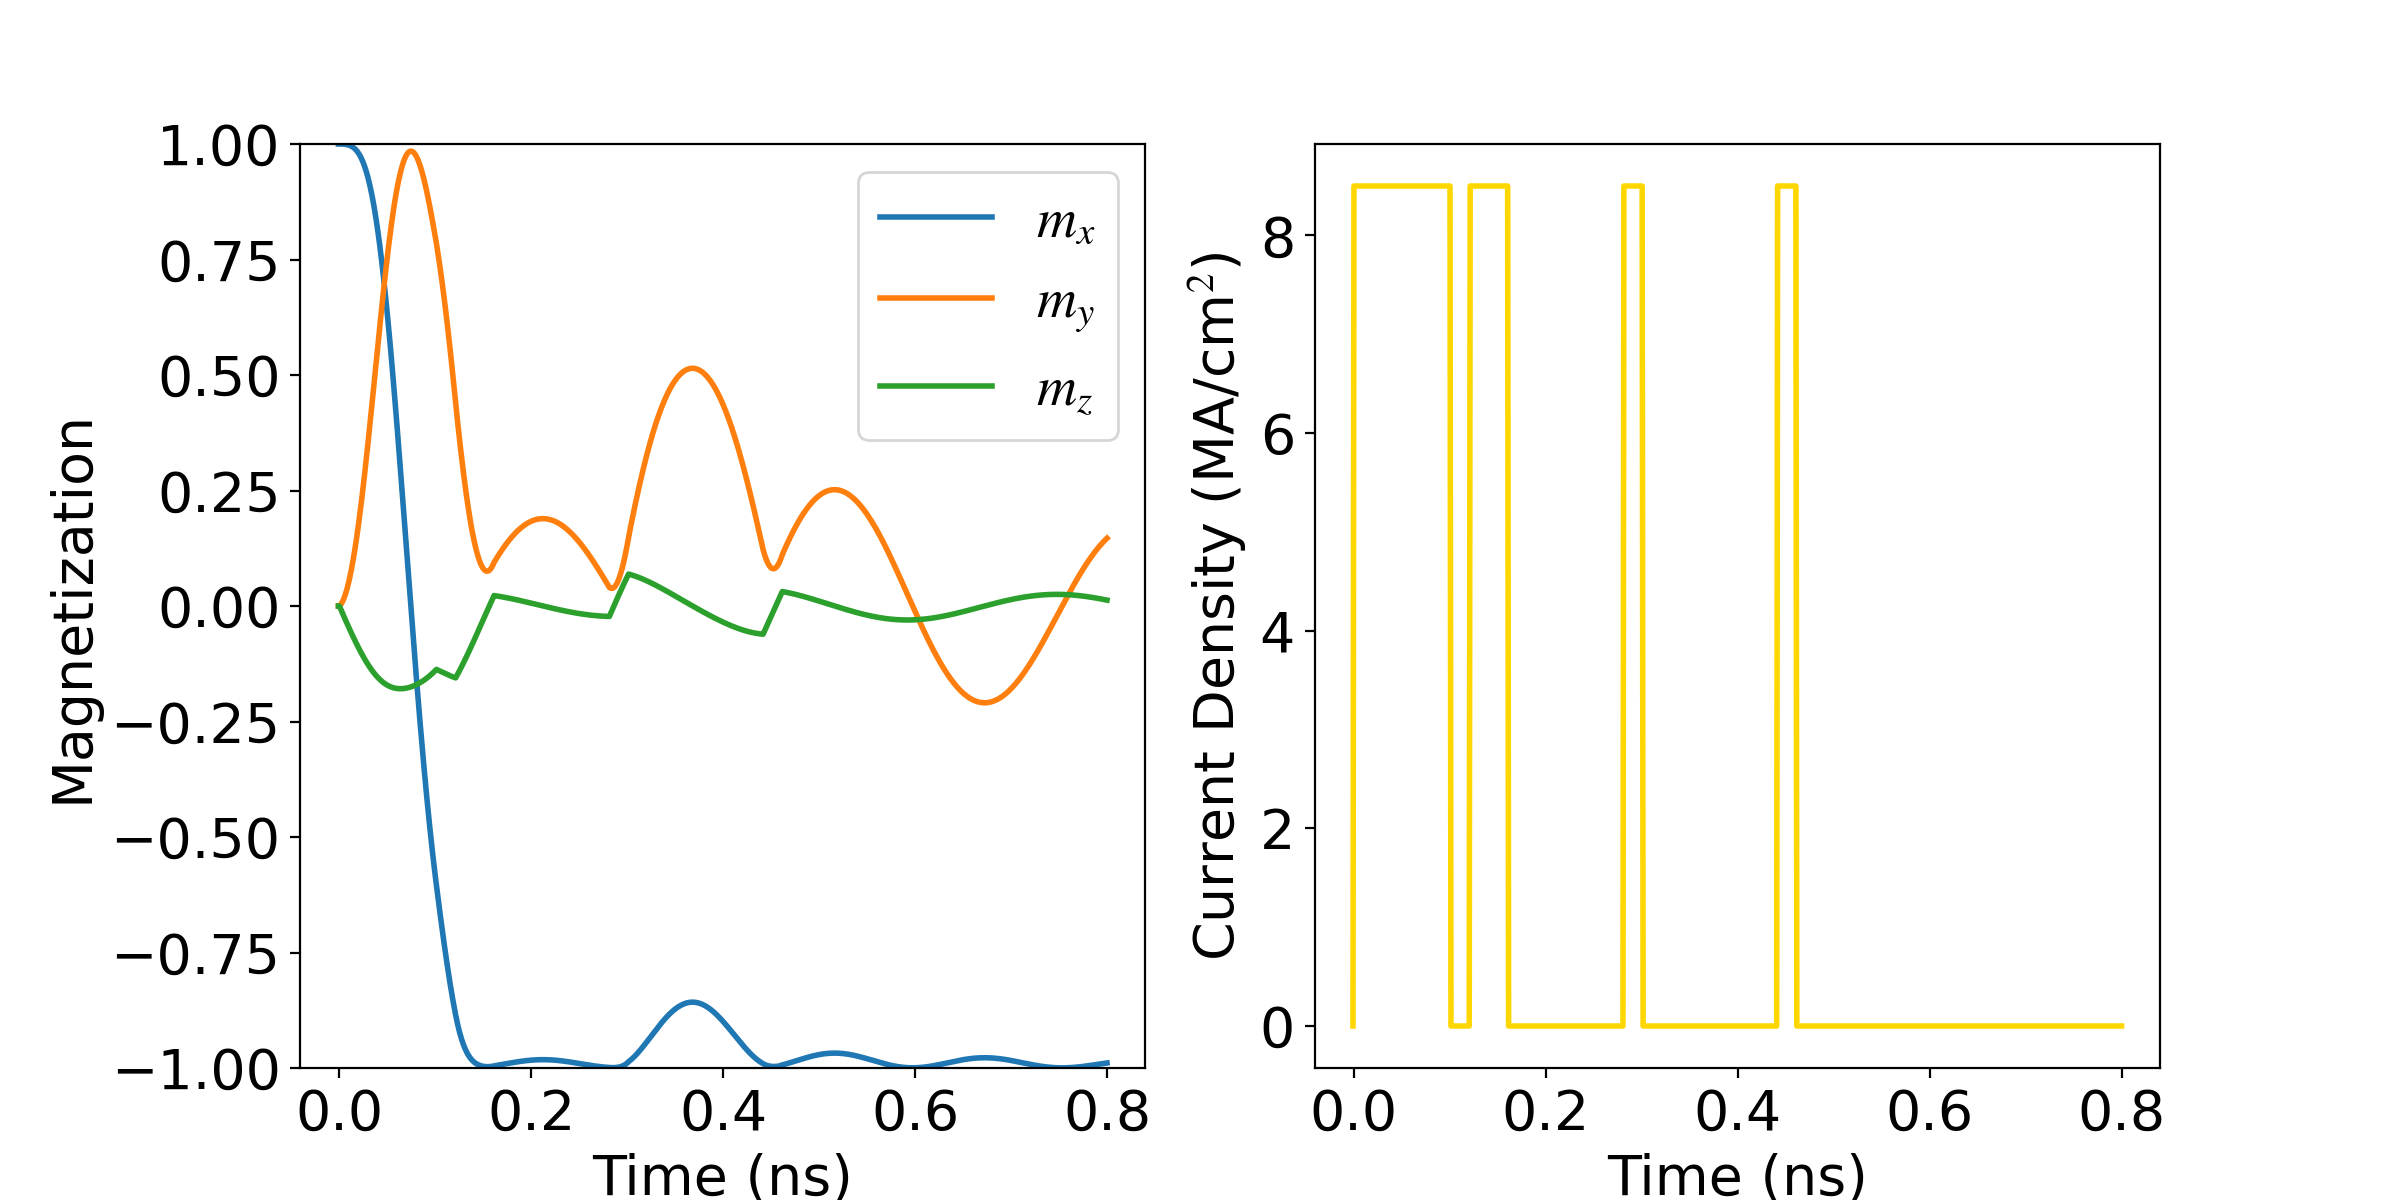 1.00
0.75
0.50
0.25
0.00
−0.25
−0.50
−0.75
−1.00
Magnetization
0.0 0.2 0.4 0.6 0.8
Time (ns)
m_x
m_y
m_z
8
6
4
2
0
Current Density (MA/cm²)
0.0 0.2 0.4 0.6 0.8
Time (ns)